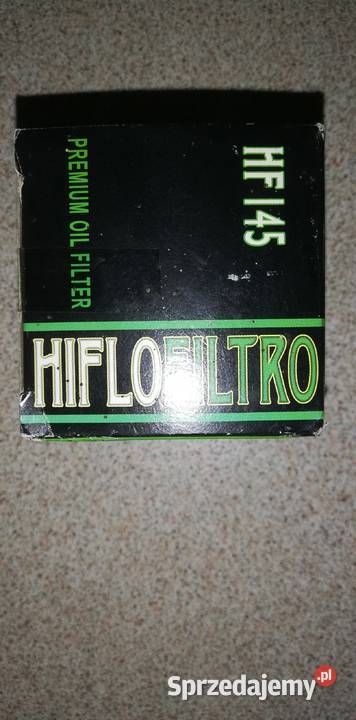 HF145
PREMIUM OIL FILTER
HIFLOFILTRO
Sprzedajemy.pl